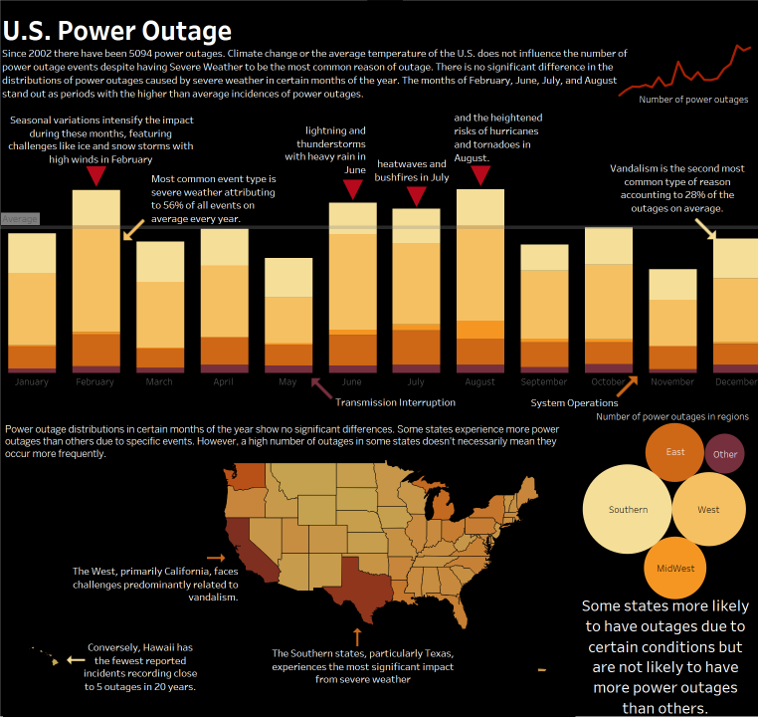 U.S. Power Outage
Since 2002 there have been 5094 power outages. Climate change or the average temperature of the U.S. does not influence the number of
power outage events despite having Severe Weather to be the most common reason of outage. There is no significant difference in the
distributions of power outages caused by severe weather in certain months of the year. The months of February, June, July, and August
stand out as periods with the higher than average incidences of power outages.
Number of power outages
Seasonal variations intensify the impact
during these months, featuring
challenges like ice and snow storms with
high winds in February
Most common event type is
severe weather attributing
to 56% of all events on
average every year.
lightning and
thunderstorms
with heavy rain in
June
heatwaves and
bushfires in July
and the heightened
risks of hurricanes
and tornadoes in
August.
Vandalism is the second most
common type of reason
accounting to 28% of the
outages on average.
Average
January
February
March
April
May
June
July
August
September
October
November
December
Transmission Interruption
System Operations
Power outage distributions in certain months of the year show no significant differences. Some states experience more power
outages than others due to specific events. However, a high number of outages in some states doesn't necessarily mean they
occur more frequently.
Number of power outages in regions
East
Other
Southern
West
MidWest
The West, primarily California, faces
challenges predominantly related to
vandalism.
Conversely, Hawaii has
the fewest reported
incidents recording close
to 5 outages in 20 years.
The Southern states, particularly Texas,
experiences the most significant impact
from severe weather
Some states more likely
to have outages due to
certain conditions but
are not likely to have
more power outages
than others.